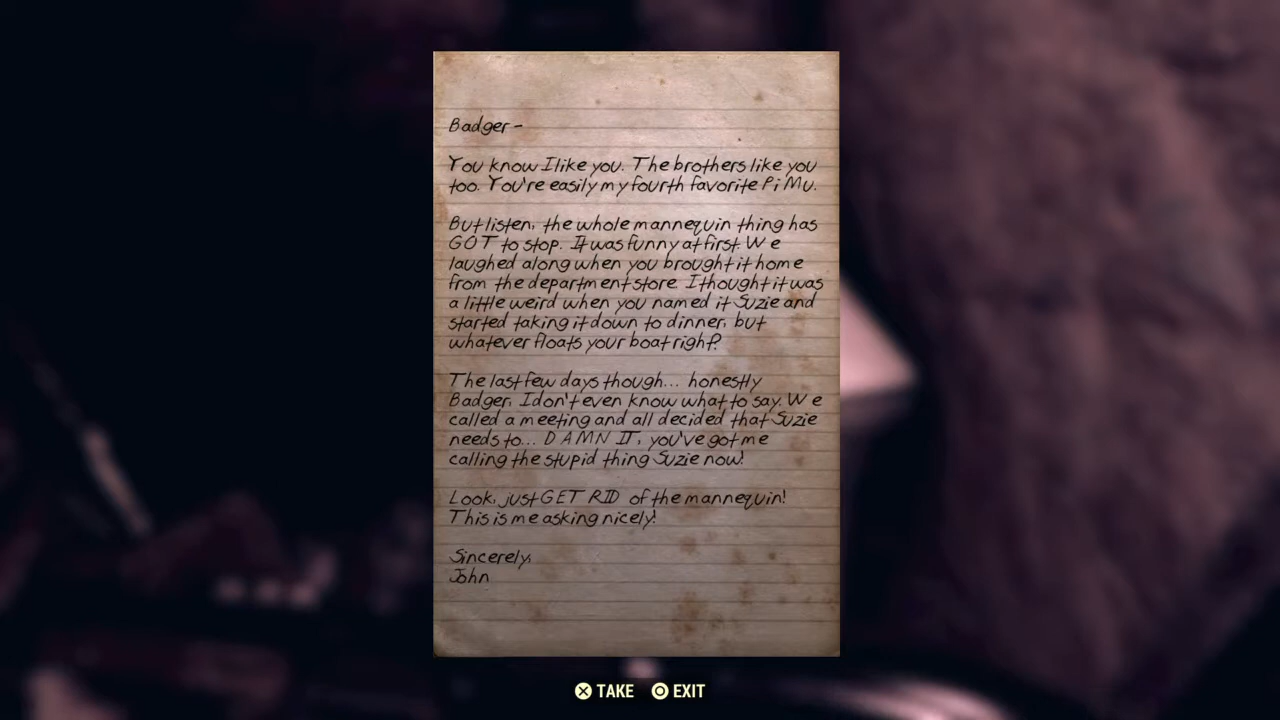 Badger -
You know I like you. The brothers like you
too. You're easily my fourth favorite Pi Mu.
But listen, the whole mannequin thing has
GOT to stop. It was funny at first. We
laughed along when you brought it home
from the department store. I thought it was
a little weird when you named it Suzie and
started taking it down to dinner, but
whatever floats your boat right?
The last few days though... honestly
Badger, I don't even know what to say. We
called a meeting and all decided that Suzie
needs to... DAMN IT, you've got me
calling the stupid thing Suzie now!
Look, just GET RID of the mannequin!
This is me asking nicely!
Sincerely,
John
TAKE EXIT